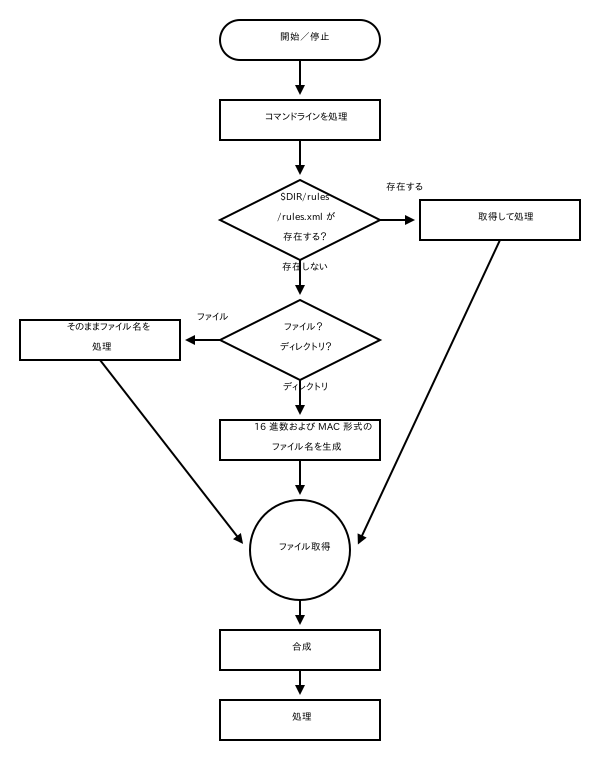 開始／停止
コマンドラインを処理
$DIR/rules
/rules.xml が
存在する？
存在する
取得して処理
存在しない
ファイル
ファイル？
ディレクトリ？
そのままファイル名を
処理
ディレクトリ
16 進数および MAC 形式の
ファイル名を生成
ファイル取得
合成
処理